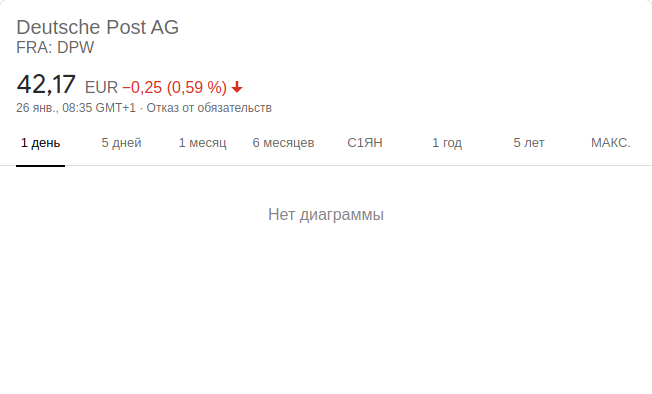 Deutsche Post AG
FRA: DPW
42,17 EUR −0,25 (0,59 %)
26 янв., 08:35 GMT+1 · Отказ от обязательств
1 день 5 дней 1 месяц 6 месяцев С1ЯН 1 год 5 лет МАКС.
Нет диаграммы